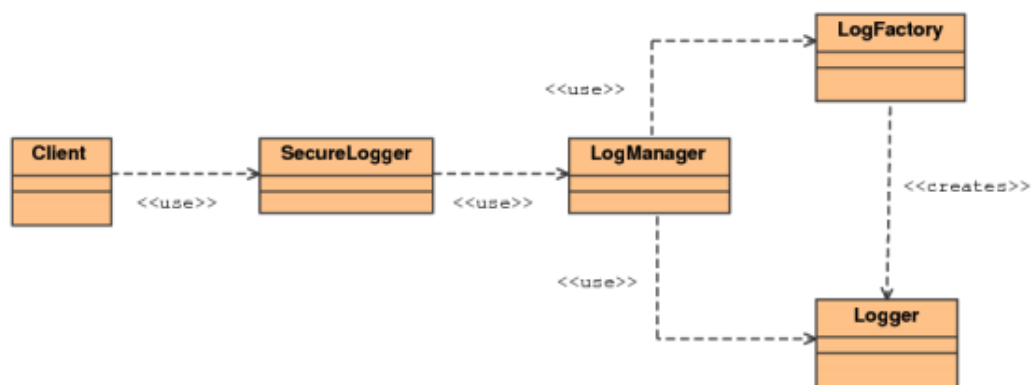 LogFactory
<<use>>
Client
SecureLogger
LogManager
<<creates>>
<<use>>
<<use>>
<<use>>
Logger